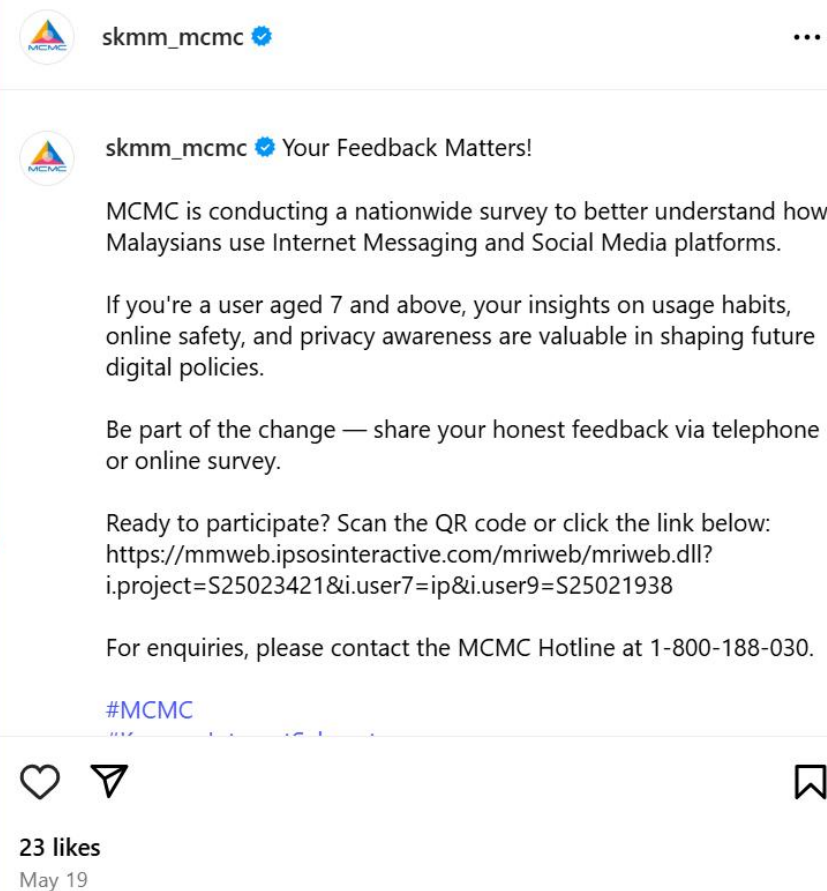 MCMC
skmm_mcmc
MCMC
skmm_mcmc Your Feedback Matters!
MCMC is conducting a nationwide survey to better understand how
Malaysians use Internet Messaging and Social Media platforms.
If you're a user aged 7 and above, your insights on usage habits,
online safety, and privacy awareness are valuable in shaping future
digital policies.
Be part of the change — share your honest feedback via telephone
or online survey.
Ready to participate? Scan the QR code or click the link below:
https://mmweb.ipsosinteractive.com/mriweb/mriweb.dll?
i.project=S25023421&i.user7=ip&i.user9=S25021938
For enquiries, please contact the MCMC Hotline at 1-800-188-030.
#MCMC
23 likes
May 19